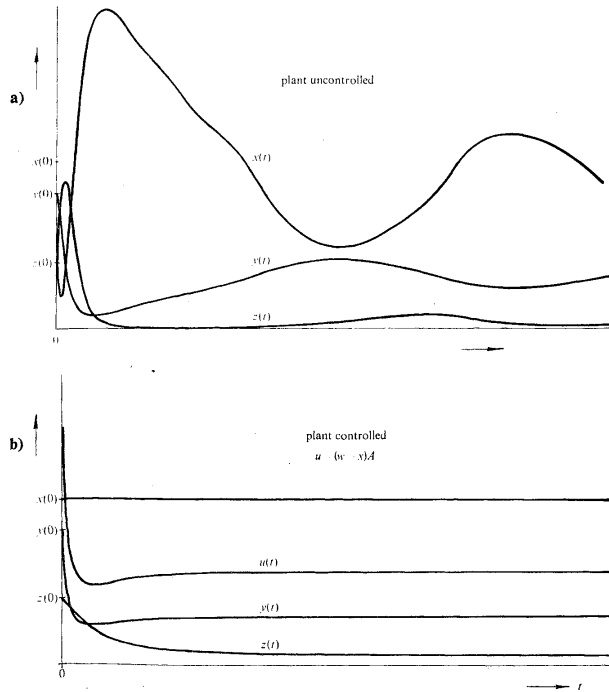 a)
plant uncontrolled
x(0)
y(0)
z(0)
x(t)
y(t)
z(t)
0
b)
plant controlled
u (w x)A
x(0)
y(0)
u(t)
z(0)
y(t)
z(t)
0
t